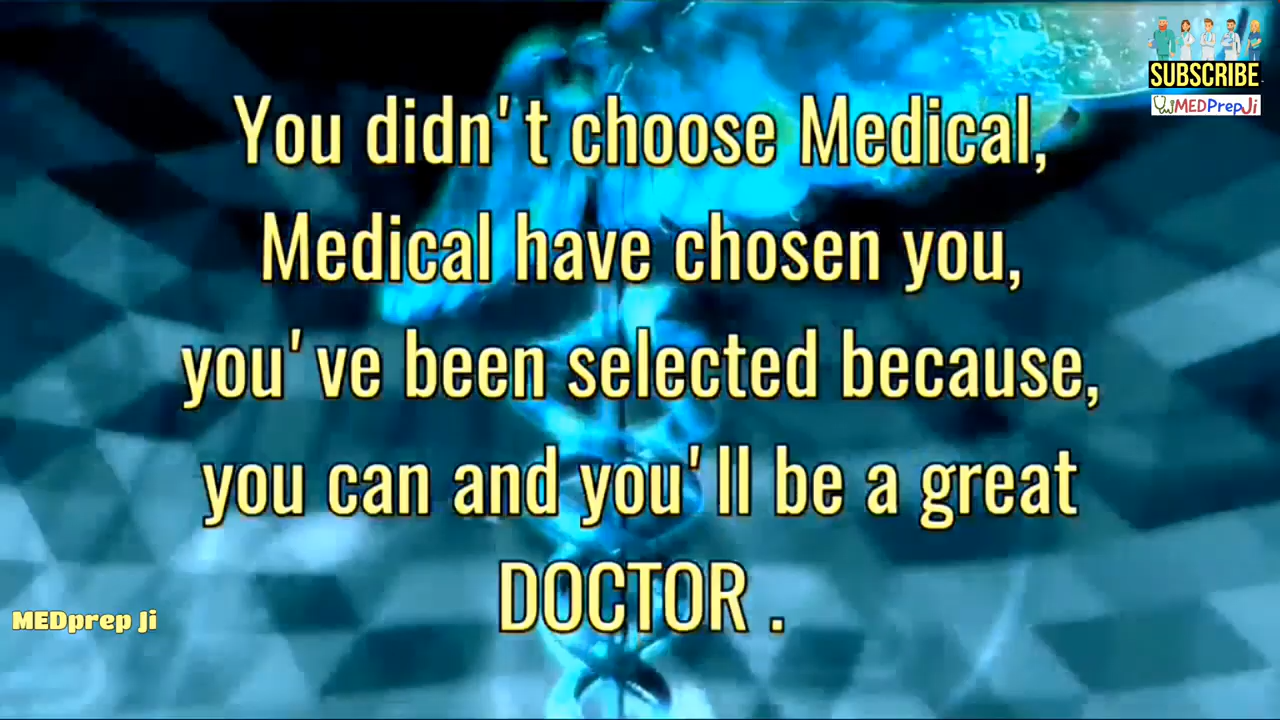 SUBSCRIBE
MEDPrepJi
You didn't choose Medical,
Medical have chosen you,
you've been selected because,
you can and you'll be a great
DOCTOR .
MEDprep Ji